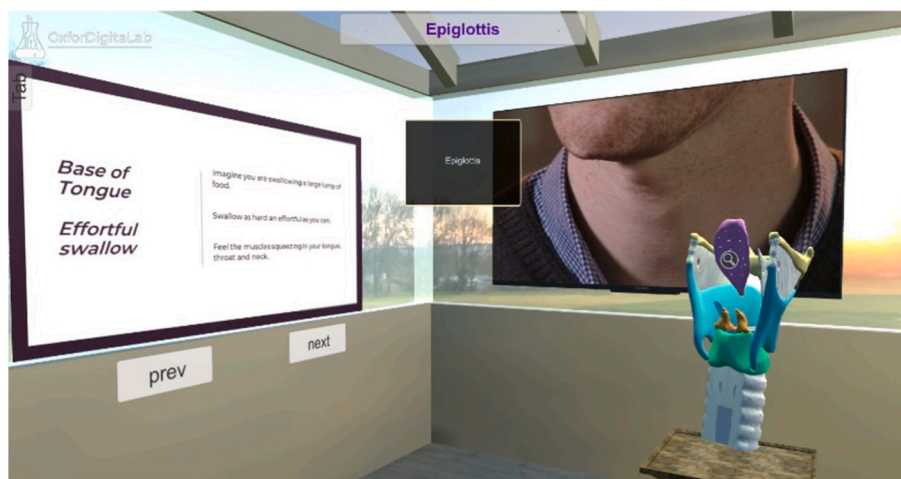 Epiglottis
OxforDigitaLab
Tab
Base of
Tongue
Effortful
swallow
Imagine you are swallowing a large lump of
food.
Swallow as hard an effortful as you can.
Feel the muscles squeezing in your tongue,
throat and neck.
Epiglottis
prev
next